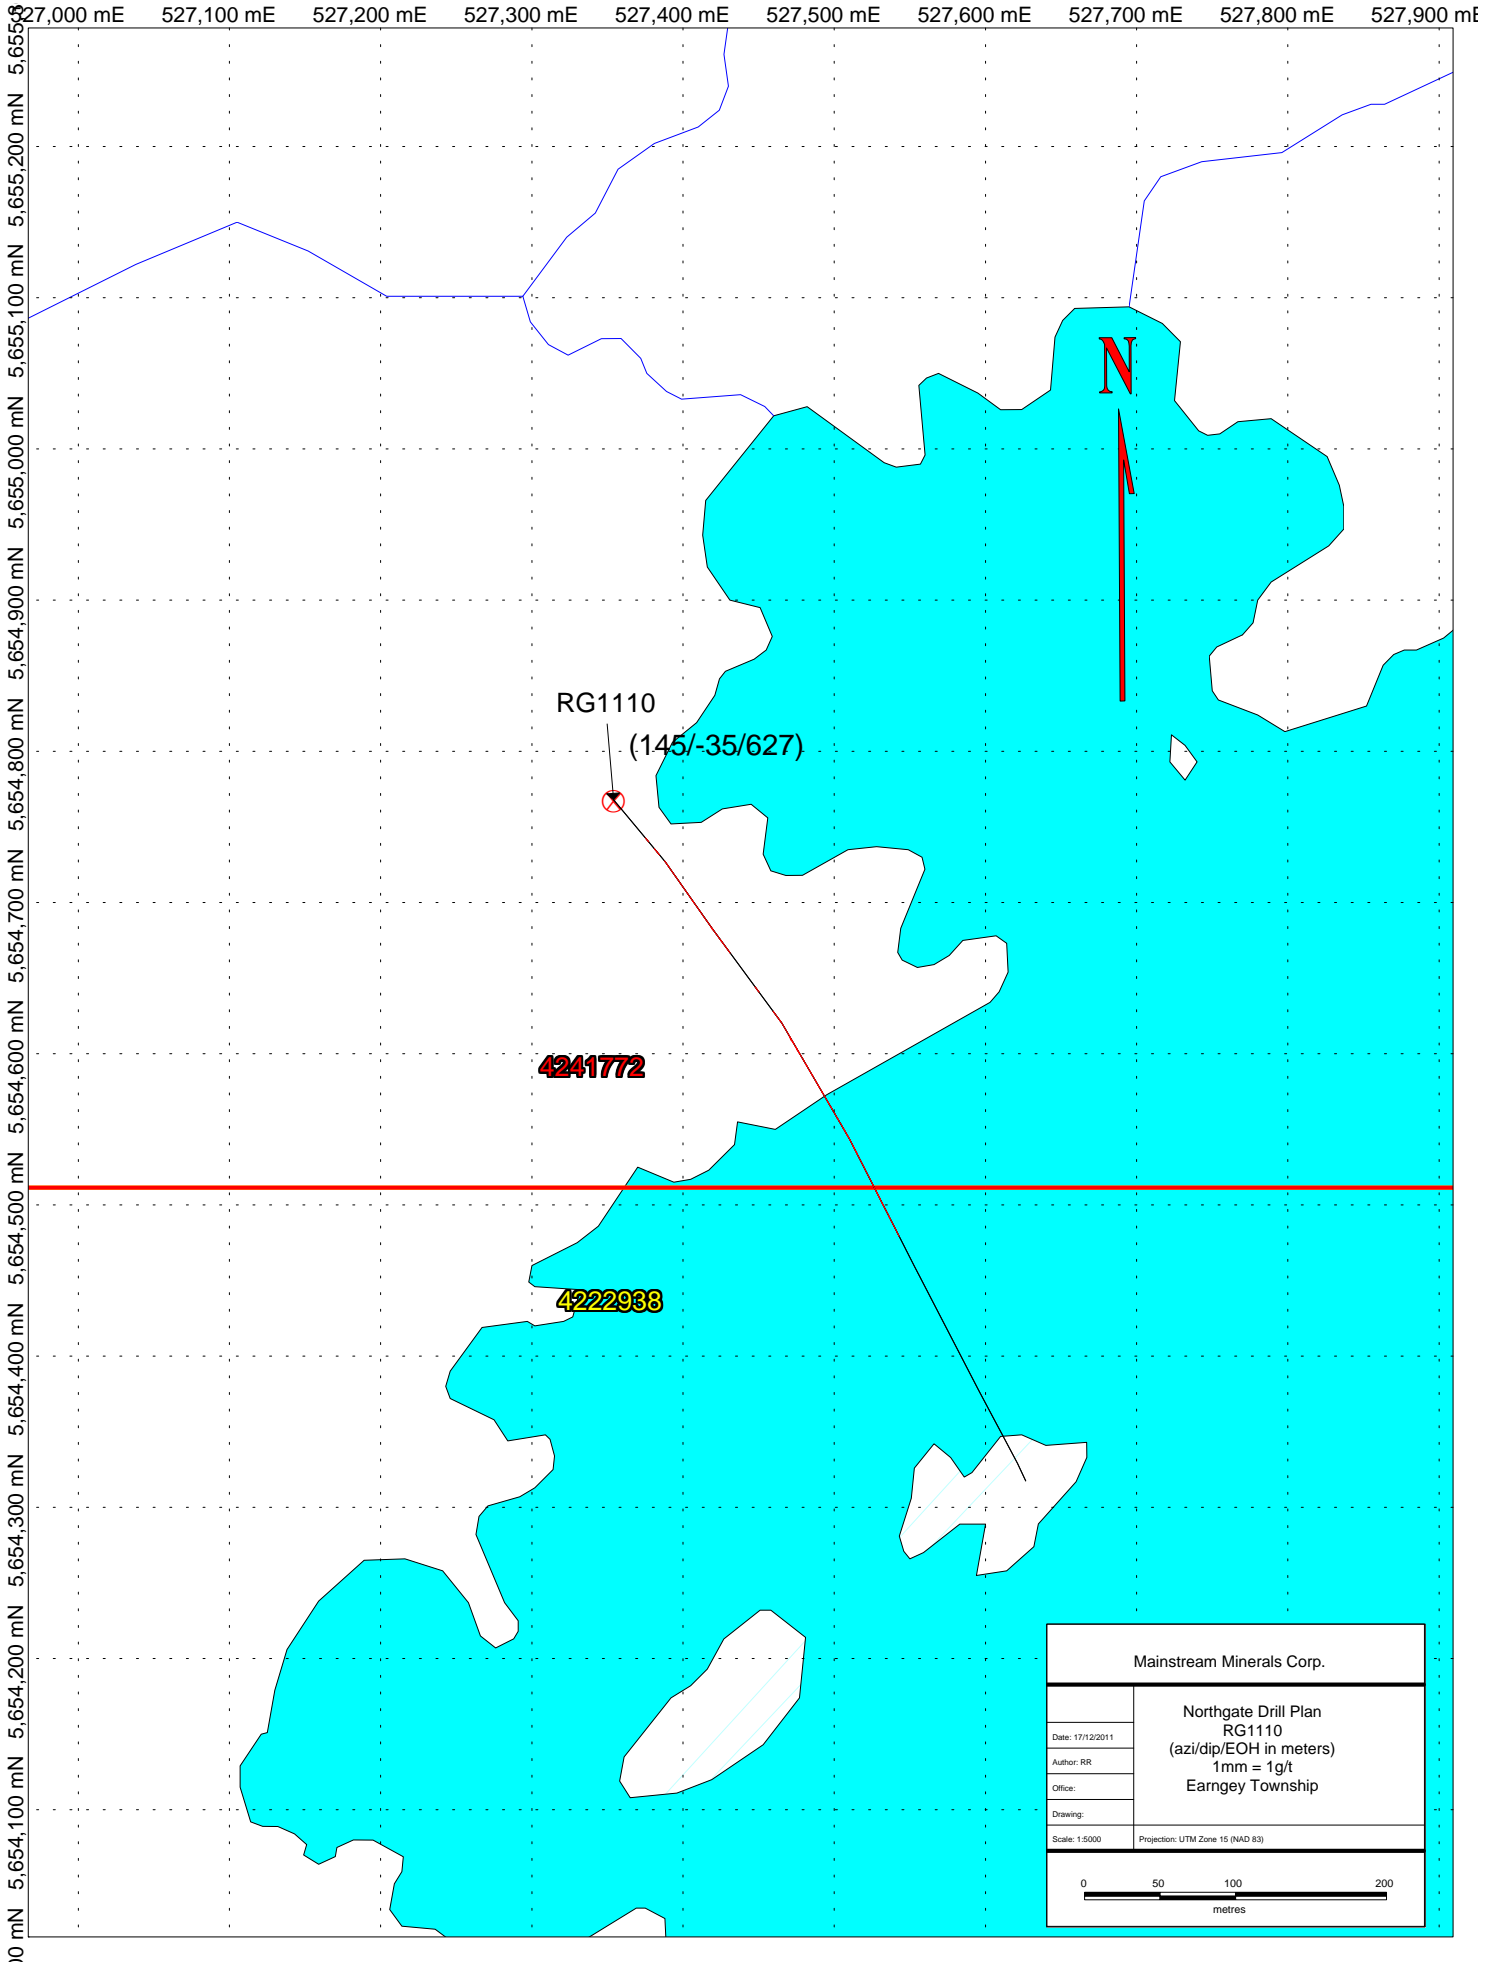 527,000 mE 527,100 mE 527,200 mE 527,300 mE 527,400 mE 527,500 mE 527,600 mE 527,700 mE 527,800 mE 527,900 mE
5,655,200 mN
5,655,100 mN
5,655,000 mN
5,654,900 mN
5,654,800 mN
5,654,700 mN
5,654,600 mN
5,654,500 mN
5,654,400 mN
5,654,300 mN
5,654,200 mN
5,654,100 mN
00 mN
N
RG1110
(145/-35/627)
4241772
4222938
Mainstream Minerals Corp.
Northgate Drill Plan
RG1110
(azi/dip/EOH in meters)
1mm = 1g/t
Earngey Township
Date: 17/12/2011
Author: RR
Office:
Drawing:
Scale: 1:5000 Projection: UTM Zone 15 (NAD 83)
0 50 100 200
metres